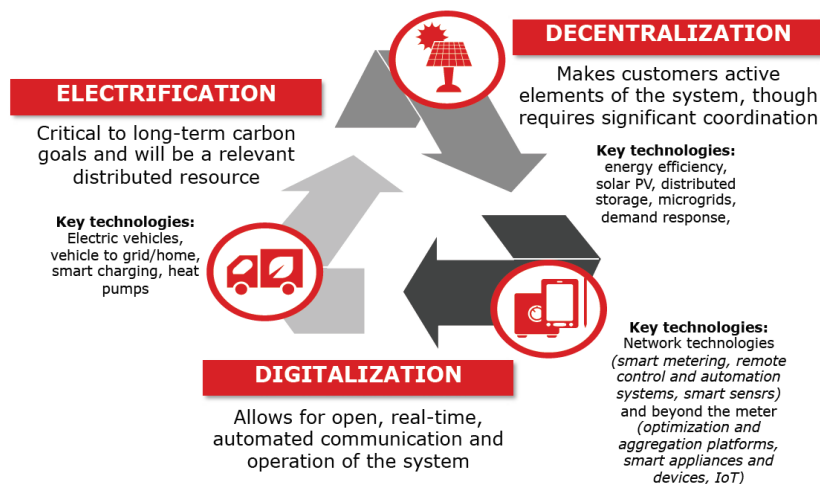 ELECTRIFICATION
Critical to long-term carbon
goals and will be a relevant
distributed resource
Key technologies:
Electric vehicles,
vehicle to grid/home,
smart charging, heat
pumps
DECENTRALIZATION
Makes customers active
elements of the system, though
requires significant coordination
Key technologies:
energy efficiency,
solar PV, distributed
storage, microgrids,
demand response,
DIGITALIZATION
Allows for open, real-time,
automated communication and
operation of the system
Key technologies:
Network technologies
(smart metering, remote
control and automation
systems, smart sensrs)
and beyond the meter
(optimization and
aggregation platforms,
smart appliances and
devices, IoT)